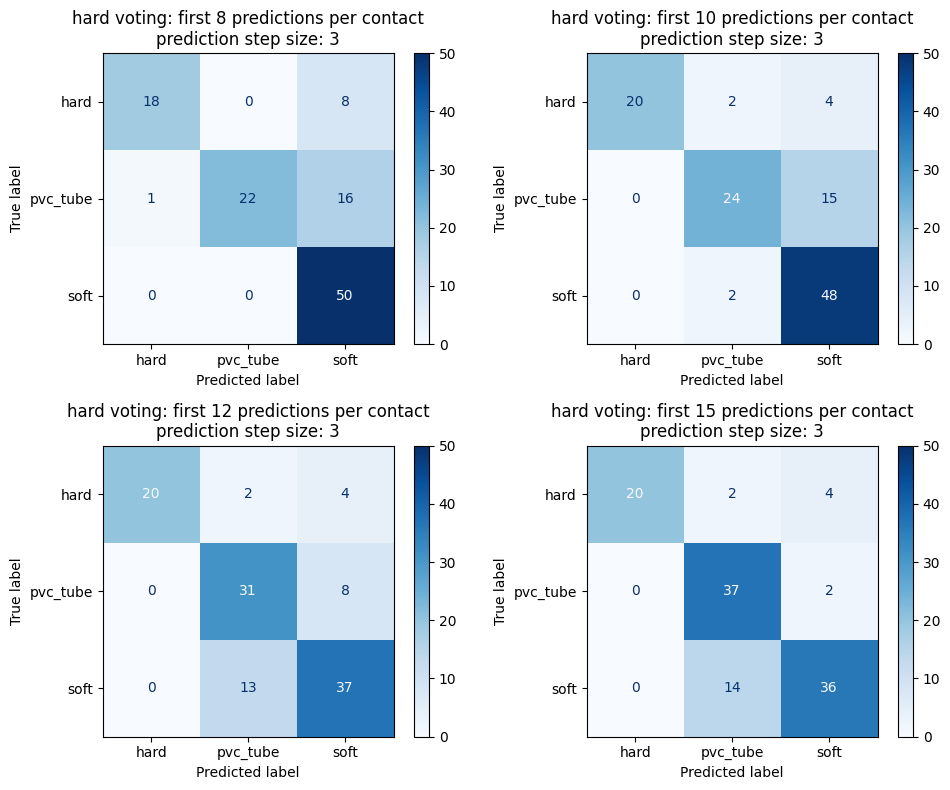 hard voting: first 8 predictions per contact
prediction step size: 3
hard 18 0 8
pvc_tube 1 22 16
soft 0 0 50
hard pvc_tube soft
Predicted label
True label
50
40
30
20
10
0
hard voting: first 10 predictions per contact
prediction step size: 3
hard 20 2 4
pvc_tube 0 24 15
soft 0 2 48
hard pvc_tube soft
Predicted label
True label
50
40
30
20
10
0
hard voting: first 12 predictions per contact
prediction step size: 3
hard 20 2 4
pvc_tube 0 31 8
soft 0 13 37
hard pvc_tube soft
Predicted label
True label
50
40
30
20
10
0
hard voting: first 15 predictions per contact
prediction step size: 3
hard 20 2 4
pvc_tube 0 37 2
soft 0 14 36
hard pvc_tube soft
Predicted label
True label
50
40
30
20
10
0